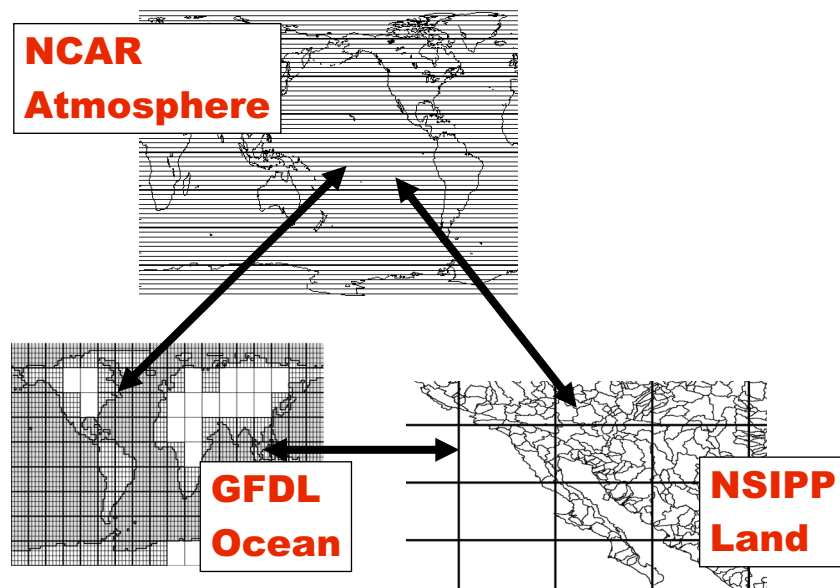 NCAR
Atmosphere
GFDL
Ocean
NSIPP
Land